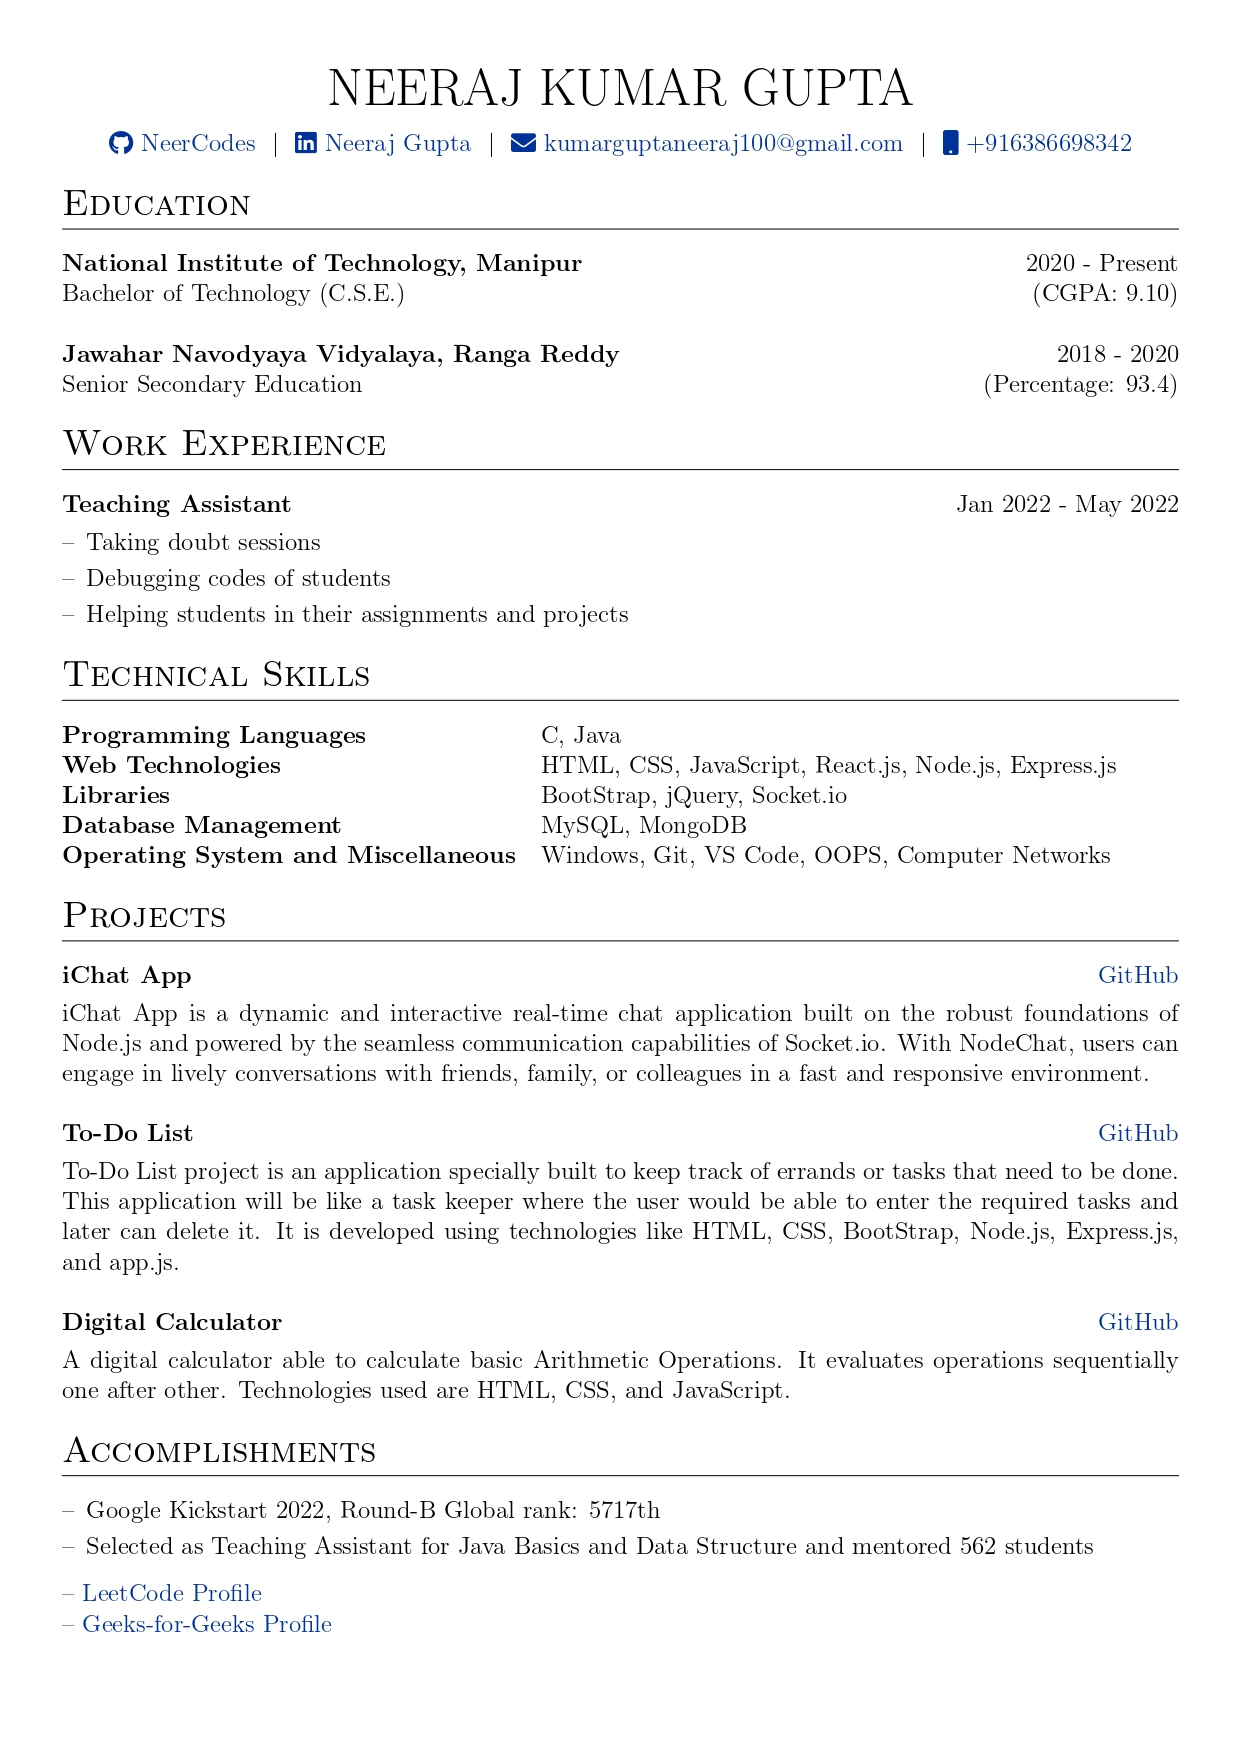 NEERAJ KUMAR GUPTA
NeerCodes | Neeraj Gupta | kumarguptaneeraj100@gmail.com | +916386698342
EDUCATION
National Institute of Technology, Manipur 2020 - Present
Bachelor of Technology (C.S.E.) (CGPA: 9.10)
Jawahar Navodyaya Vidyalaya, Ranga Reddy 2018 - 2020
Senior Secondary Education (Percentage: 93.4)
WORK EXPERIENCE
Teaching Assistant Jan 2022 - May 2022
– Taking doubt sessions
– Debugging codes of students
– Helping students in their assignments and projects
TECHNICAL SKILLS
Programming Languages C, Java
Web Technologies HTML, CSS, JavaScript, React.js, Node.js, Express.js
Libraries BootStrap, jQuery, Socket.io
Database Management MySQL, MongoDB
Operating System and Miscellaneous Windows, Git, VS Code, OOPS, Computer Networks
PROJECTS
iChat App GitHub
iChat App is a dynamic and interactive real-time chat application built on the robust foundations of
Node.js and powered by the seamless communication capabilities of Socket.io. With NodeChat, users can
engage in lively conversations with friends, family, or colleagues in a fast and responsive environment.
To-Do List GitHub
To-Do List project is an application specially built to keep track of errands or tasks that need to be done.
This application will be like a task keeper where the user would be able to enter the required tasks and
later can delete it. It is developed using technologies like HTML, CSS, BootStrap, Node.js, Express.js,
and app.js.
Digital Calculator GitHub
A digital calculator able to calculate basic Arithmetic Operations. It evaluates operations sequentially
one after other. Technologies used are HTML, CSS, and JavaScript.
ACCOMPLISHMENTS
– Google Kickstart 2022, Round-B Global rank: 5717th
– Selected as Teaching Assistant for Java Basics and Data Structure and mentored 562 students
– LeetCode Profile
– Geeks-for-Geeks Profile